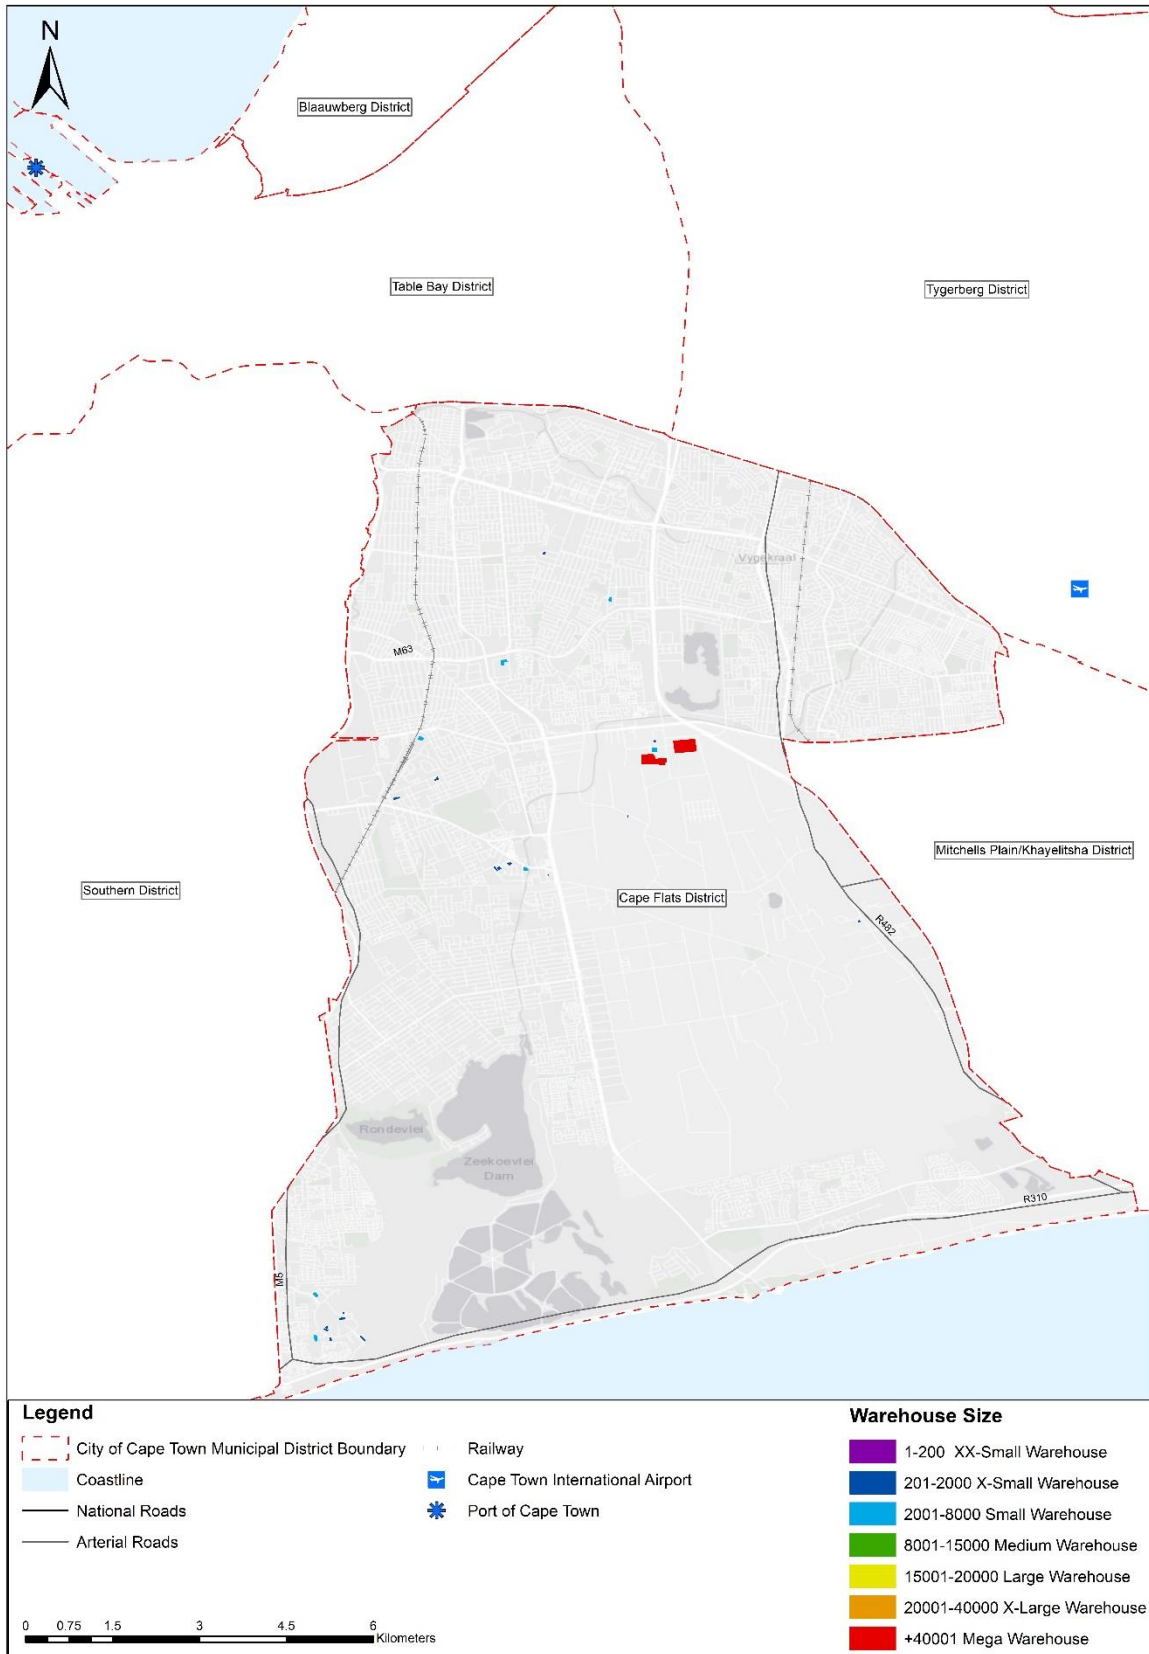 N
Blaauwberg District
Table Bay District
Tygerberg District
Vygekraal
M63
Mitchells Plain/Khayelitsha District
Southern District
Cape Flats District
R482
Rondevlei
Zeekoevlei
Dam
R310
M5
Legend
City of Cape Town Municipal District Boundary
Coastline
National Roads
Arterial Roads
Railway
Cape Town International Airport
Port of Cape Town
0 0.75 1.5 3 4.5 6
Kilometers
Warehouse Size
1-200 XX-Small Warehouse
201-2000 X-Small Warehouse
2001-8000 Small Warehouse
8001-15000 Medium Warehouse
15001-20000 Large Warehouse
20001-40000 X-Large Warehouse
+40001 Mega Warehouse